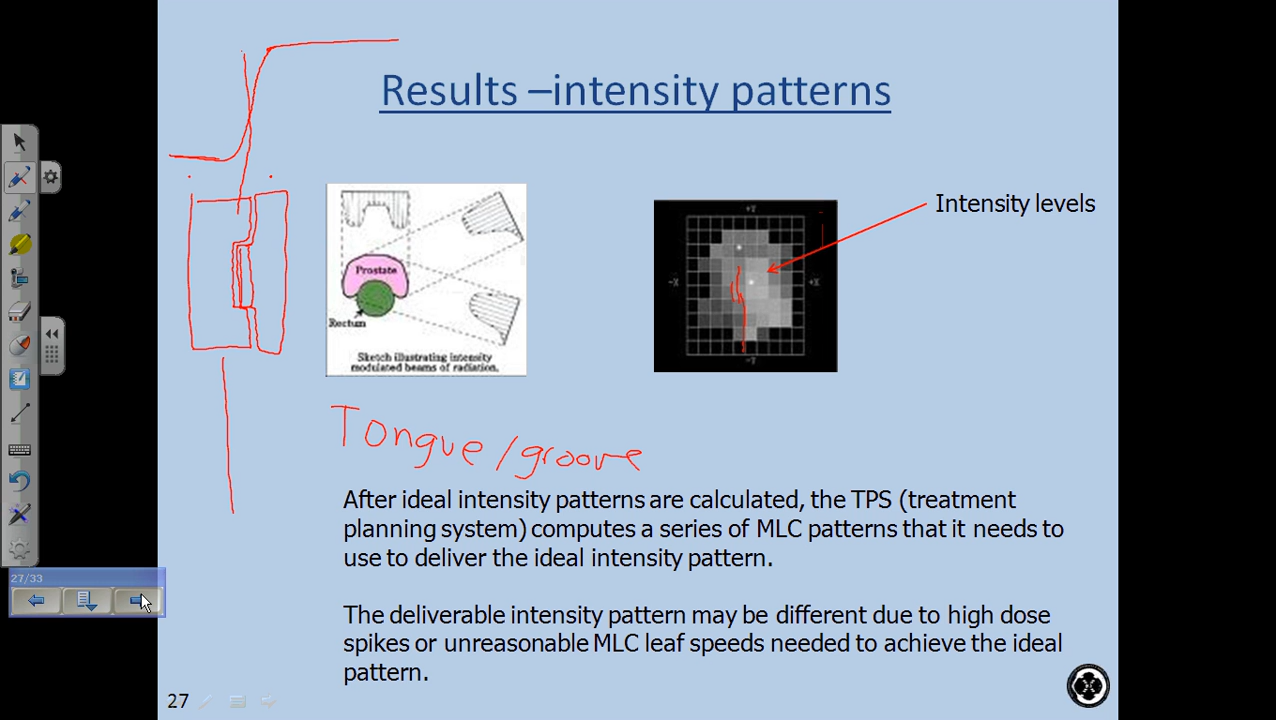 Results –intensity patterns
Intensity levels
Prostate
Rectum
Sketch illustrating intensity
modulated beams of radiation.
+Y
-X
+X
-Y
Tongue/groove
After ideal intensity patterns are calculated, the TPS (treatment
planning system) computes a series of MLC patterns that it needs to
use to deliver the ideal intensity pattern.
The deliverable intensity pattern may be different due to high dose
spikes or unreasonable MLC leaf speeds needed to achieve the ideal
pattern.
27/33
27